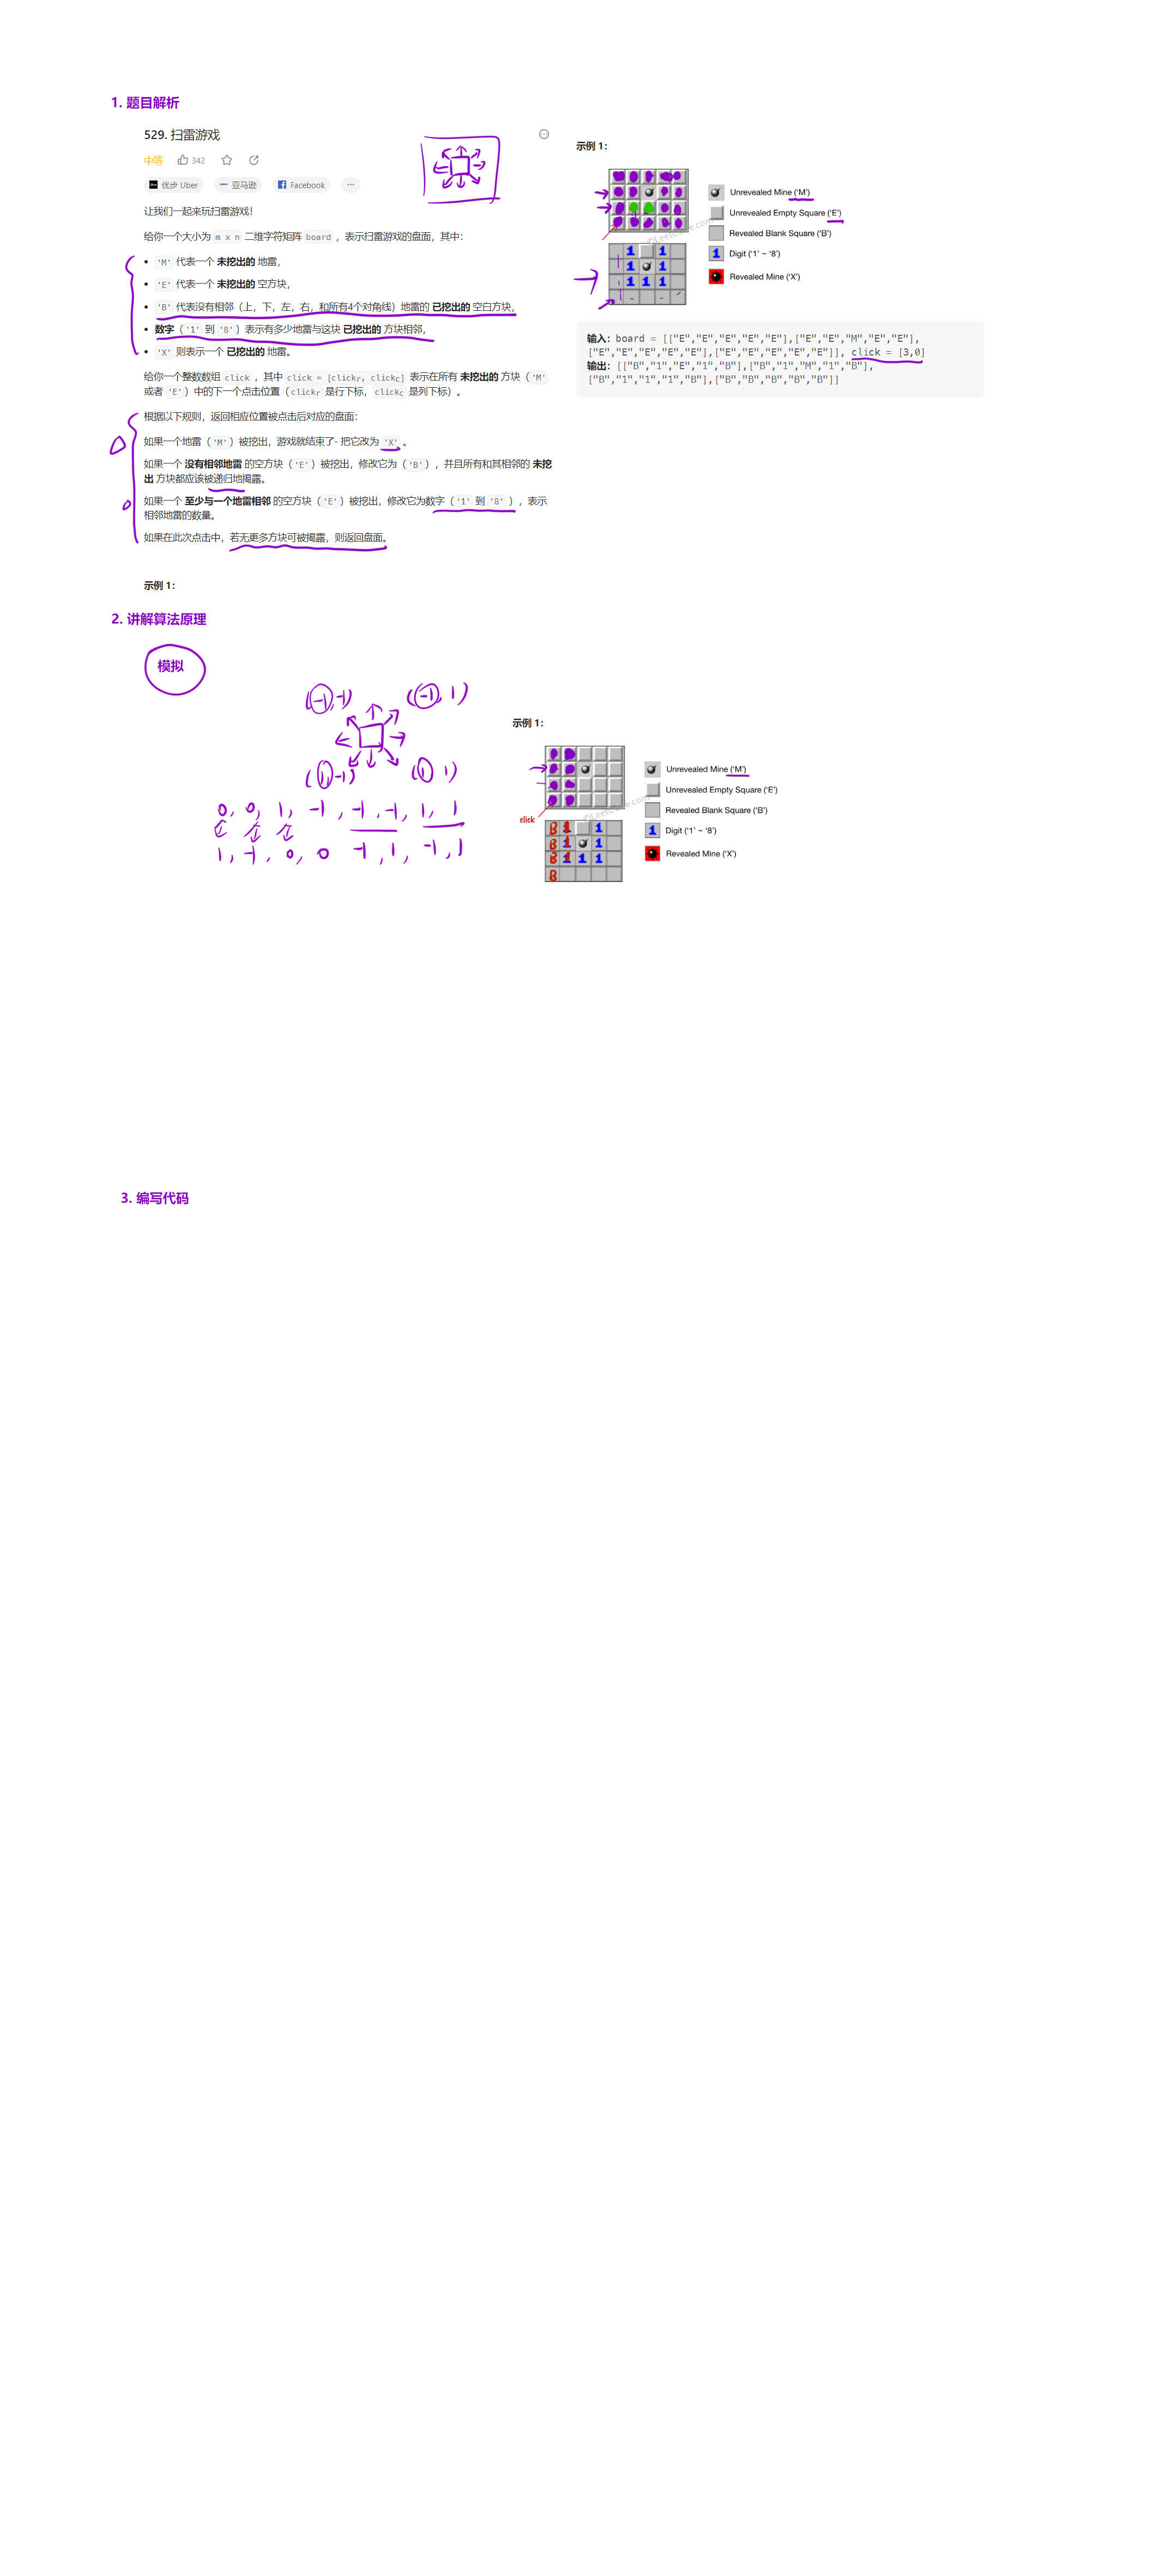 1. 题目解析
529. 扫雷游戏
中等 342
优步 Uber 亚马逊 Facebook ...
让我们一起来玩扫雷游戏!
给你一个大小为 m x n 二维字符矩阵 board ，表示扫雷游戏的盘面，其中：
• 'M' 代表一个 未挖出的 地雷，
• 'E' 代表一个 未挖出的 空方块，
• 'B' 代表没有相邻（上，下，左，右，和所有4个对角线）地雷的 已挖出的 空白方块，
• 数字（'1' 到 '8'）表示有多少地雷与这块 已挖出的 方块相邻，
• 'X' 则表示一个 已挖出的 地雷。
给你一个整数数组 click ，其中 click = [clickr, clickc] 表示在所有 未挖出的 方块（'M'
或者 'E'）中的下一个点击位置（clickr 是行下标，clickc 是列下标）。
根据以下规则，返回相应位置被点击后对应的盘面：
如果一个地雷（'M'）被挖出，游戏就结束了- 把它改为 'X' 。
如果一个 没有相邻地雷 的空方块（'E'）被挖出，修改它为（'B'），并且所有和其相邻的 未挖
出 方块都应该被递归地揭露。
如果一个 至少与一个地雷相邻 的空方块（'E'）被挖出，修改它为数字（'1' 到 '8'），表示
相邻地雷的数量。
如果在此次点击中，若无更多方块可被揭露，则返回盘面。
示例 1：
示例 1：
Unrevealed Mine ('M')
Unrevealed Empty Square ('E')
Revealed Blank Square ('B')
1 Digit ('1' ~ '8')
Revealed Mine ('X')
©LeetCode.com
1 1
1 1
1 1 1
输入：board = [["E","E","E","E","E"],["E","E","M","E","E"],
["E","E","E","E","E"],["E","E","E","E","E"]], click = [3,0]
输出：[["B","1","E","1","B"],["B","1","M","1","B"],
["B","1","1","1","B"],["B","B","B","B","B"]]
2. 讲解算法原理
模拟
(-1,-1) (-1, 1)
(1,-1) (1 1)
0, 0, 1, -1, -1, -1, 1, 1
1, -1, 0, 0 -1, 1, -1, 1
示例 1：
Unrevealed Mine ('M')
Unrevealed Empty Square ('E')
Revealed Blank Square ('B')
1 Digit ('1' ~ '8')
Revealed Mine ('X')
©LeetCode.com
click
B 1 1
B 1 1
B 1 1 1
B
3. 编写代码